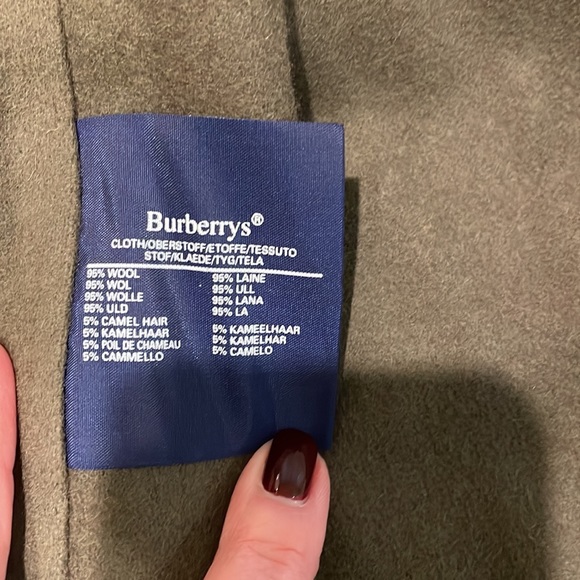 Burberrys®
CLOTH/OBERSTOFF/ETOFFE/TESSUTO
STOF/KLAEDE/TYG/TELA
95% WOOL
95% WOL
95% WOLLE
95% ULD
5% CAMEL HAIR
5% KAMELHAAR
5% POIL DE CHAMEAU
5% CAMMELLO
95% LAINE
95% ULL
95% LANA
95% LA
5% KAMEELHAAR
5% KAMELHAR
5% CAMELO